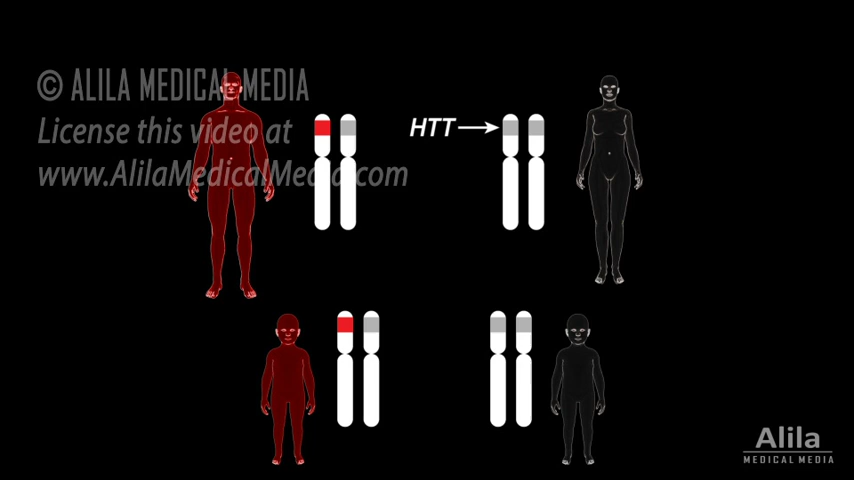 © ALILA MEDICAL MEDIA
License this video at
www.AlilaMedicalMedia.com
HTT
Alila
MEDICAL MEDIA